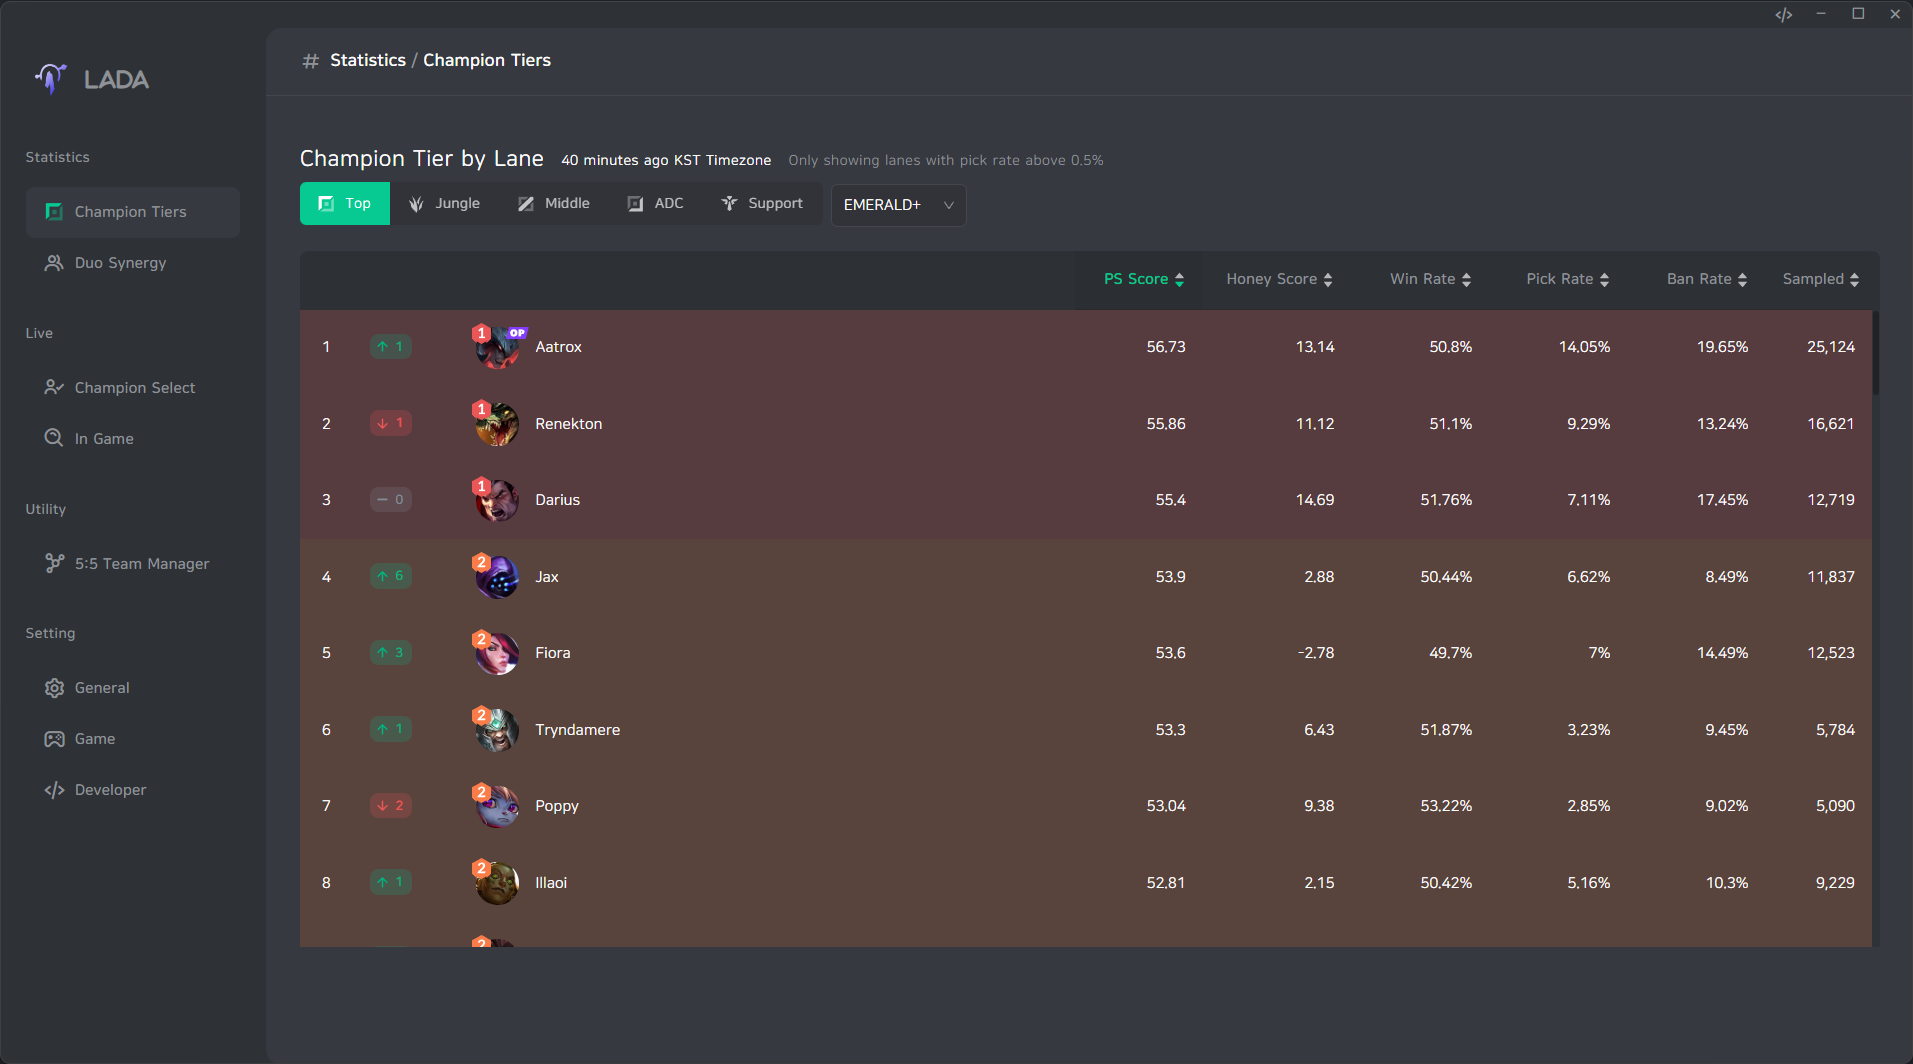 LADA
Statistics
Champion Tiers
Duo Synergy
Live
Champion Select
In Game
Utility
5:5 Team Manager
Setting
General
Game
Developer
# Statistics / Champion Tiers
Champion Tier by Lane 40 minutes ago KST Timezone Only showing lanes with pick rate above 0.5%
Top Jungle Middle ADC Support EMERALD+
PS Score Honey Score Win Rate Pick Rate Ban Rate Sampled
1 ↑ 1 1 OP Aatrox 56.73 13.14 50.8% 14.05% 19.65% 25,124
2 ↓ 1 1 Renekton 55.86 11.12 51.1% 9.29% 13.24% 16,621
3 – 0 1 Darius 55.4 14.69 51.76% 7.11% 17.45% 12,719
4 ↑ 6 2 Jax 53.9 2.88 50.44% 6.62% 8.49% 11,837
5 ↑ 3 2 Fiora 53.6 -2.78 49.7% 7% 14.49% 12,523
6 ↑ 1 2 Tryndamere 53.3 6.43 51.87% 3.23% 9.45% 5,784
7 ↓ 2 2 Poppy 53.04 9.38 53.22% 2.85% 9.02% 5,090
8 ↑ 1 2 Illaoi 52.81 2.15 50.42% 5.16% 10.3% 9,229
2